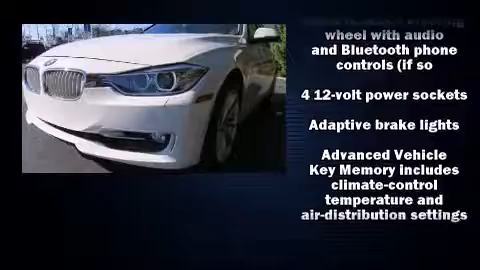 wheel with audio
and Bluetooth phone
controls (if so
4 12-volt power sockets
Adaptive brake lights
Advanced Vehicle
Key Memory includes
climate-control
temperature and
air-distribution settings